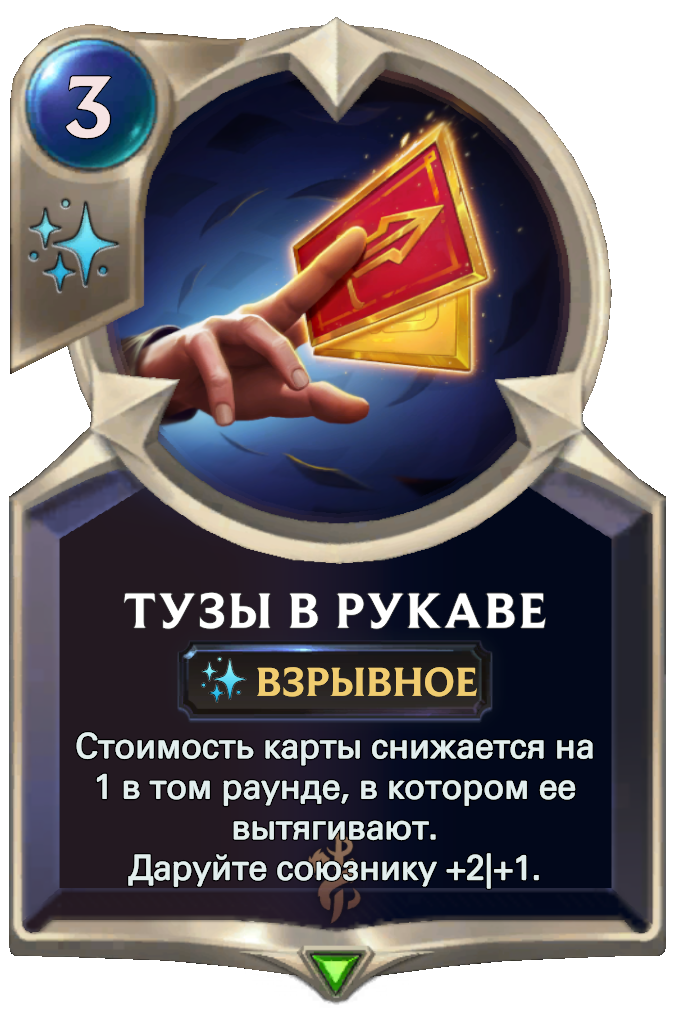 3
ТУЗЫ В РУКАВЕ
ВЗРЫВНОЕ
Стоимость карты снижается на
1 в том раунде, в котором ее
вытягивают.
Даруйте союзнику +2|+1.